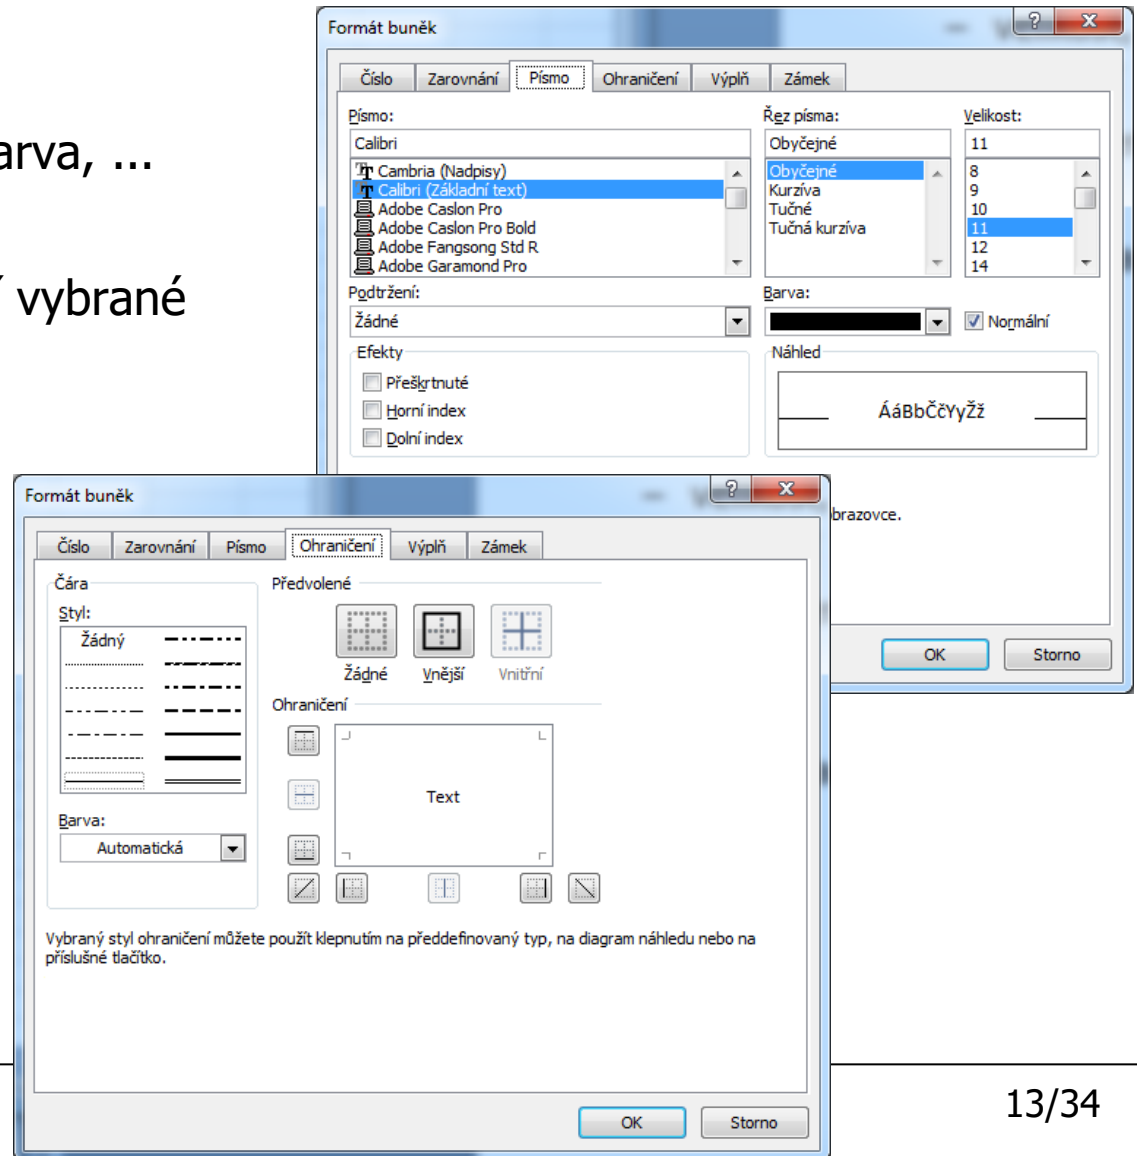 arva, ...
vybrané
Formát buněk
Číslo Zarovnání Písmo Ohraničení Výplň Zámek
Písmo: Řez písma: Velikost:
Calibri Obyčejné 11
Cambria (Nadpisy) Obyčejné 8
Calibri (Základní text) Kurzíva 9
Adobe Caslon Pro Tučné 10
Adobe Caslon Pro Bold Tučná kurzíva 11
Adobe Fangsong Std R 12
Adobe Garamond Pro 14
Podtržení: Barva:
Žádné Normální
Efekty Náhled
Přeškrtnuté
Horní index ÁáBbČčYyŽž
Dolní index
brazovce.
OK Storno
Formát buněk
Číslo Zarovnání Písmo Ohraničení Výplň Zámek
Čára Předvolené
Styl:
Žádný
Žádné Vnější Vnitřní
Ohraničení
Text
Barva:
Automatická
Vybraný styl ohraničení můžete použít klepnutím na předdefinovaný typ, na diagram náhledu nebo na
příslušné tlačítko.
OK Storno
13/34